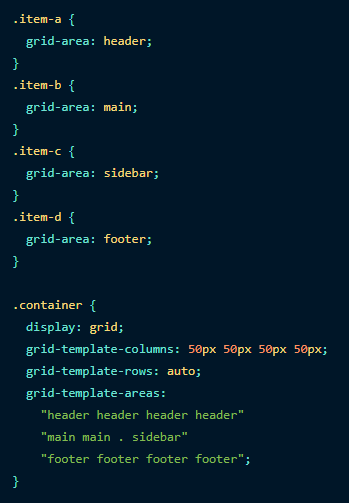 .item-a {
  grid-area: header;
}
.item-b {
  grid-area: main;
}
.item-c {
  grid-area: sidebar;
}
.item-d {
  grid-area: footer;
}

.container {
  display: grid;
  grid-template-columns: 50px 50px 50px 50px;
  grid-template-rows: auto;
  grid-template-areas:
    "header header header header"
    "main main . sidebar"
    "footer footer footer footer";
}